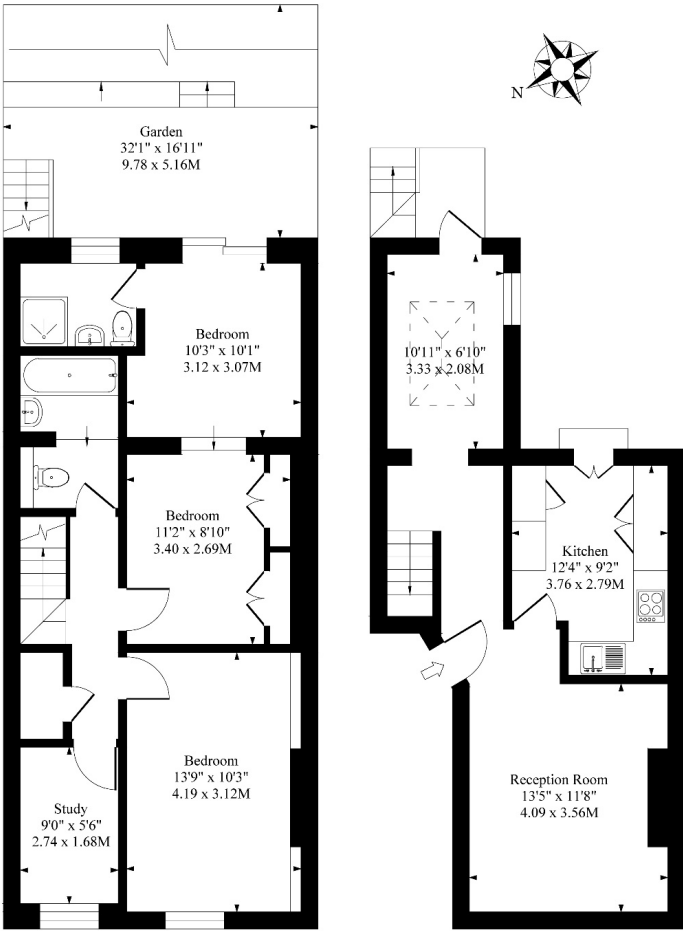 N
Garden
32'1" x 16'11"
9.78 x 5.16M
Bedroom
10'3" x 10'1"
3.12 x 3.07M
10'11" x 6'10"
3.33 x 2.08M
Bedroom
11'2" x 8'10"
3.40 x 2.69M
Kitchen
12'4" x 9'2"
3.76 x 2.79M
Bedroom
13'9" x 10'3"
4.19 x 3.12M
Study
9'0" x 5'6"
2.74 x 1.68M
Reception Room
13'5" x 11'8"
4.09 x 3.56M